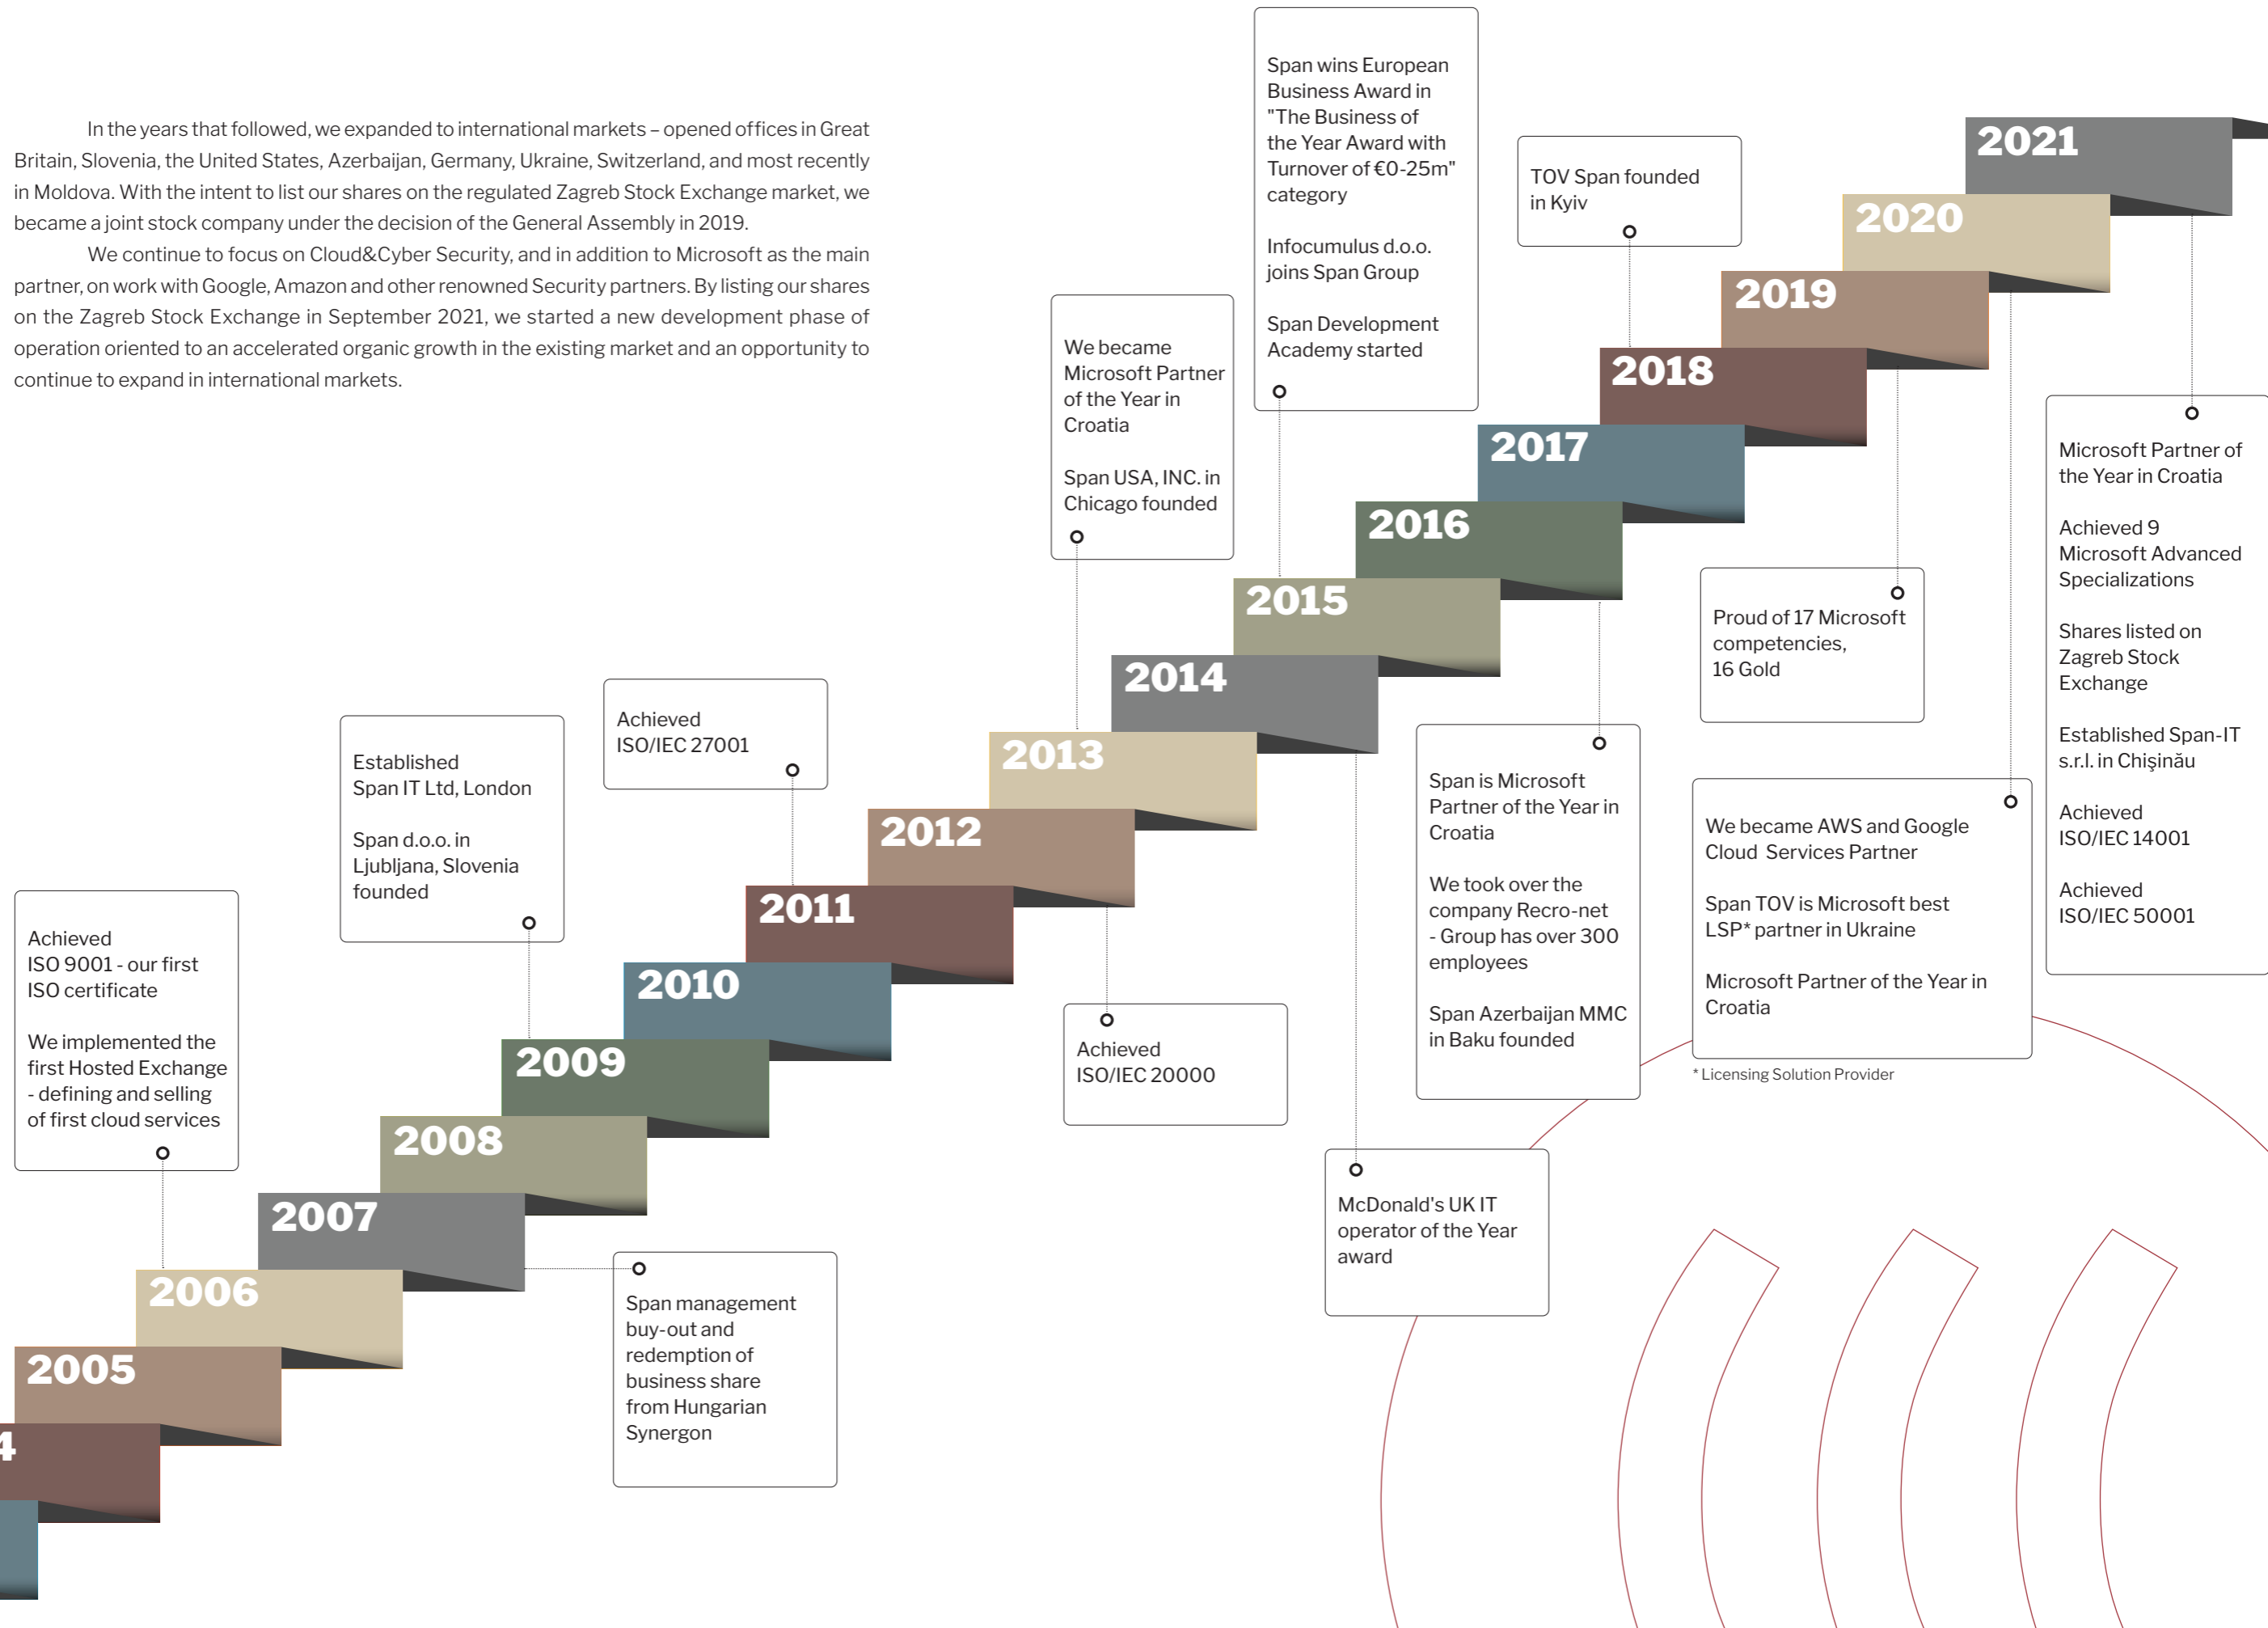 In the years that followed, we expanded to international markets – opened offices in Great
Britain, Slovenia, the United States, Azerbaijan, Germany, Ukraine, Switzerland, and most recently
in Moldova. With the intent to list our shares on the regulated Zagreb Stock Exchange market, we
became a joint stock company under the decision of the General Assembly in 2019.
We continue to focus on Cloud&Cyber Security, and in addition to Microsoft as the main
partner, on work with Google, Amazon and other renowned Security partners. By listing our shares
on the Zagreb Stock Exchange in September 2021, we started a new development phase of
operation oriented to an accelerated organic growth in the existing market and an opportunity to
continue to expand in international markets.
4
2005
2006
Achieved
ISO 9001 - our first
ISO certificate
We implemented the
first Hosted Exchange
- defining and selling
of first cloud services
2007
Span management
buy-out and
redemption of
business share
from Hungarian
Synergon
2008
2009
Established
Span IT Ltd, London
Span d.o.o. in
Ljubljana, Slovenia
founded
2010
2011
Achieved
ISO/IEC 27001
2012
Achieved
ISO/IEC 20000
2013
We became
Microsoft Partner
of the Year in
Croatia
Span USA, INC. in
Chicago founded
2014
McDonald's UK IT
operator of the Year
award
2015
Span wins European
Business Award in
"The Business of
the Year Award with
Turnover of €0-25m"
category
Infocumulus d.o.o.
joins Span Group
Span Development
Academy started
2016
Span is Microsoft
Partner of the Year in
Croatia
We took over the
company Recro-net
- Group has over 300
employees
Span Azerbaijan MMC
in Baku founded
2017
2018
TOV Span founded
in Kyiv
2019
Proud of 17 Microsoft
competencies,
16 Gold
2020
We became AWS and Google
Cloud Services Partner
Span TOV is Microsoft best
LSP* partner in Ukraine
Microsoft Partner of the Year in
Croatia
* Licensing Solution Provider
2021
Microsoft Partner of
the Year in Croatia
Achieved 9
Microsoft Advanced
Specializations
Shares listed on
Zagreb Stock
Exchange
Established Span-IT
s.r.l. in Chişinău
Achieved
ISO/IEC 14001
Achieved
ISO/IEC 50001